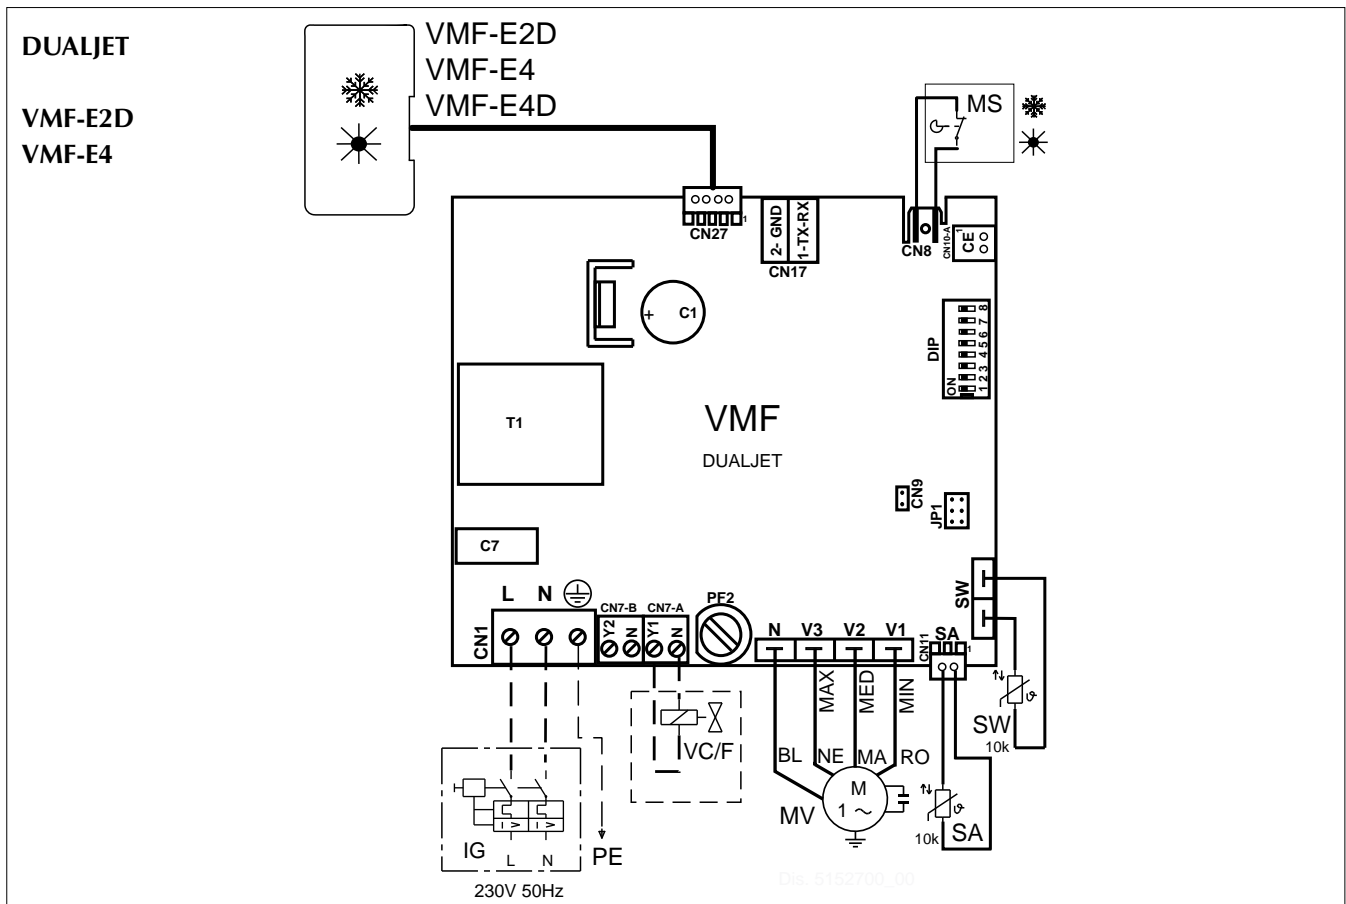 DUALJET
VMF-E2D
VMF-E4
VMF-E2D
VMF-E4
VMF-E4D
MS
CN27
1
2- GND
1-TX-RX
CN17
CN8
CN10-A
1
CE
C1
+
DIP
ON
1 2 3 4 5 6 7 8
T1
VMF
DUALJET
CN9
JP1
C7
SW
L N
CN1
CN7-B
CN7-A
Y2
N
Y1
N
PF2
N V3 V2 V1
CN11
SA
1
MAX
MED
MIN
VC/F
BL NE MA RO
M
1 ~
MV
SW
10k
SA
10k
IG
L N
PE
230V 50Hz
Dis. 5152700_00